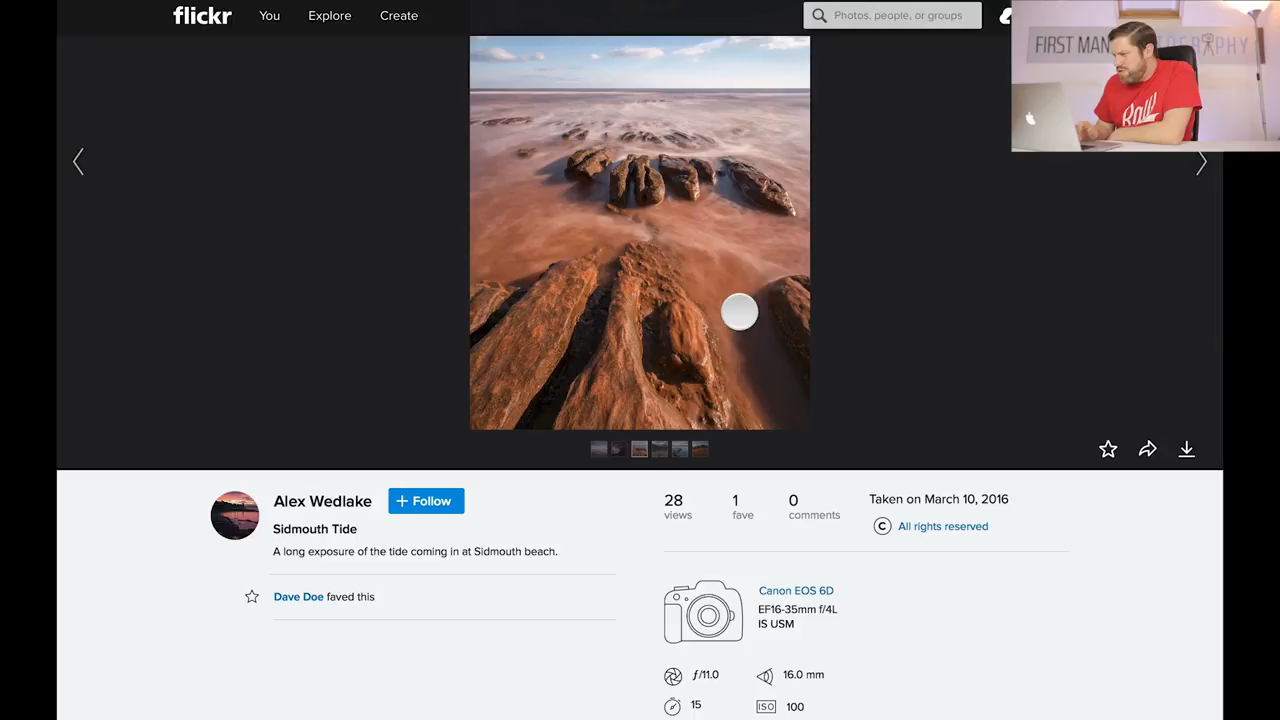 flickr
You
Explore
Create
Photos, people, or groups
FIRST MAN
OGRAPHY
Alex Wedlake
+ Follow
Sidmouth Tide
A long exposure of the tide coming in at Sidmouth beach.
Dave Doe faved this
28
views
1
fave
0
comments
Taken on March 10, 2016
C All rights reserved
Canon EOS 6D
EF16-35mm f/4L
IS USM
ƒ/11.0
16.0 mm
15
ISO 100